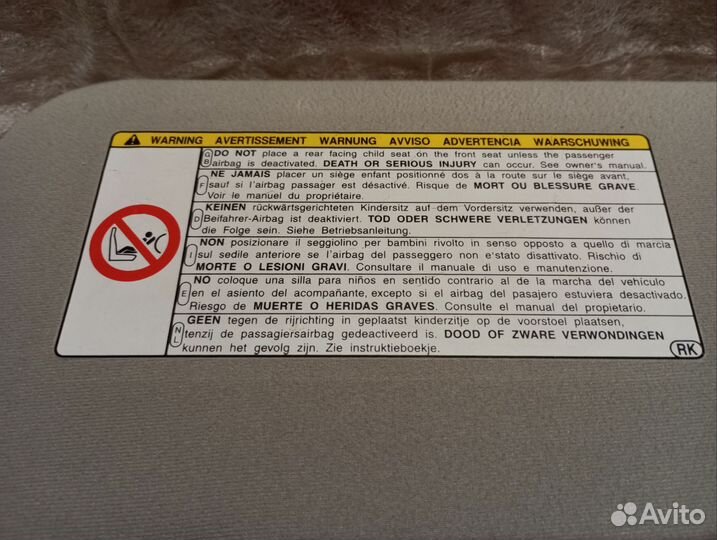 WARNING AVERTISSEMENT WARNUNG AVVISO ADVERTENCIA WAARSCHUWING
GB DO NOT place a rear facing child seat on the front seat unless the passenger
airbag is deactivated. DEATH OR SERIOUS INJURY can occur. See owner's manual.
F NE JAMAIS placer un siège enfant positionné dos à la route sur le siège avant,
sauf si l'airbag passager est désactivé. Risque de MORT OU BLESSURE GRAVE.
Voir le manuel du propriétaire.
D KEINEN rückwärtsgerichteten Kindersitz auf dem Vordersitz verwenden, außer der
Beifahrer-Airbag ist deaktiviert. TOD ODER SCHWERE VERLETZUNGEN können
die Folge sein. Siehe Betriebsanleitung.
I NON posizionare il seggiolino per bambini rivolto in senso opposto a quello di marcia
sul sedile anteriore se l'airbag del passeggero non e'stato disattivato. Rischio di
MORTE O LESIONI GRAVI. Consultare il manuale di uso e manutenzione.
E NO coloque una silla para niños en sentido contrario al de la marcha del vehículo
en el asiento del acompañante, excepto si el airbag del pasajero estuviera desactivado.
Riesgo de MUERTE O HERIDAS GRAVES. Consulte el manual del propietario.
NL GEEN tegen de rijrichting in geplaatst kinderzitje op de voorstoel plaatsen,
tenzij de passagiersairbag gedeactiveerd is. DOOD OF ZWARE VERWONDINGEN
kunnen het gevolg zijn. Zie instruktieboekje.
RK
Avito